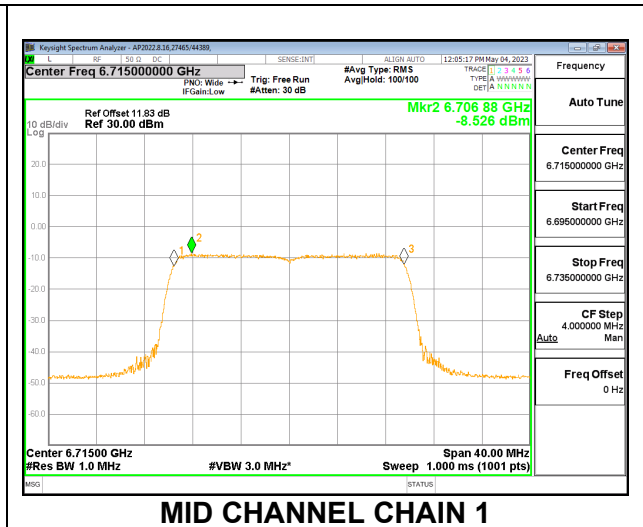 Keysight Spectrum Analyzer - AP2022.8.16,27465/44389,
L RF 50 Ω DC SENSE:INT ALIGN AUTO 12:05:17 PM May 04, 2023
Center Freq 6.715000000 GHz
PNO: Wide
IFGain:Low
Trig: Free Run
#Atten: 30 dB
#Avg Type: RMS
Avg|Hold: 100/100
TRACE 1 2 3 4 5 6
TYPE A WWWWW
DET A N N N N N
Frequency
Ref Offset 11.83 dB
10 dB/div Ref 30.00 dBm
Log
Mkr2 6.706 88 GHz
-8.526 dBm
20.0
10.0
0.00
-10.0
-20.0
-30.0
-40.0
-50.0
-60.0
1
2
3
Center 6.71500 GHz Span 40.00 MHz
#Res BW 1.0 MHz #VBW 3.0 MHz* Sweep 1.000 ms (1001 pts)
MSG STATUS
Auto Tune
Center Freq
6.715000000 GHz
Start Freq
6.695000000 GHz
Stop Freq
6.735000000 GHz
CF Step
4.000000 MHz
Auto Man
Freq Offset
0 Hz
MID CHANNEL CHAIN 1